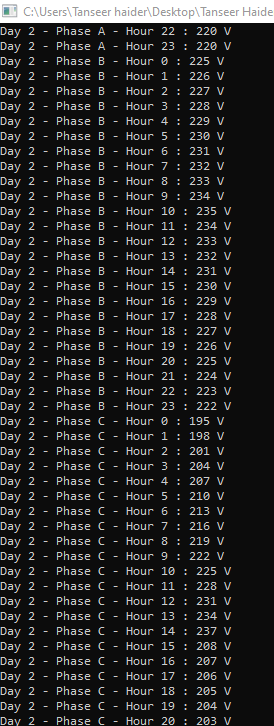 C:\Users\Tanseer haider\Desktop\Tanseer Haide
Day 2 - Phase A - Hour 22 : 220 V
Day 2 - Phase A - Hour 23 : 220 V
Day 2 - Phase B - Hour 0 : 225 V
Day 2 - Phase B - Hour 1 : 226 V
Day 2 - Phase B - Hour 2 : 227 V
Day 2 - Phase B - Hour 3 : 228 V
Day 2 - Phase B - Hour 4 : 229 V
Day 2 - Phase B - Hour 5 : 230 V
Day 2 - Phase B - Hour 6 : 231 V
Day 2 - Phase B - Hour 7 : 232 V
Day 2 - Phase B - Hour 8 : 233 V
Day 2 - Phase B - Hour 9 : 234 V
Day 2 - Phase B - Hour 10 : 235 V
Day 2 - Phase B - Hour 11 : 234 V
Day 2 - Phase B - Hour 12 : 233 V
Day 2 - Phase B - Hour 13 : 232 V
Day 2 - Phase B - Hour 14 : 231 V
Day 2 - Phase B - Hour 15 : 230 V
Day 2 - Phase B - Hour 16 : 229 V
Day 2 - Phase B - Hour 17 : 228 V
Day 2 - Phase B - Hour 18 : 227 V
Day 2 - Phase B - Hour 19 : 226 V
Day 2 - Phase B - Hour 20 : 225 V
Day 2 - Phase B - Hour 21 : 224 V
Day 2 - Phase B - Hour 22 : 223 V
Day 2 - Phase B - Hour 23 : 222 V
Day 2 - Phase C - Hour 0 : 195 V
Day 2 - Phase C - Hour 1 : 198 V
Day 2 - Phase C - Hour 2 : 201 V
Day 2 - Phase C - Hour 3 : 204 V
Day 2 - Phase C - Hour 4 : 207 V
Day 2 - Phase C - Hour 5 : 210 V
Day 2 - Phase C - Hour 6 : 213 V
Day 2 - Phase C - Hour 7 : 216 V
Day 2 - Phase C - Hour 8 : 219 V
Day 2 - Phase C - Hour 9 : 222 V
Day 2 - Phase C - Hour 10 : 225 V
Day 2 - Phase C - Hour 11 : 228 V
Day 2 - Phase C - Hour 12 : 231 V
Day 2 - Phase C - Hour 13 : 234 V
Day 2 - Phase C - Hour 14 : 237 V
Day 2 - Phase C - Hour 15 : 208 V
Day 2 - Phase C - Hour 16 : 207 V
Day 2 - Phase C - Hour 17 : 206 V
Day 2 - Phase C - Hour 18 : 205 V
Day 2 - Phase C - Hour 19 : 204 V
Day 2 - Phase C - Hour 20 : 203 V